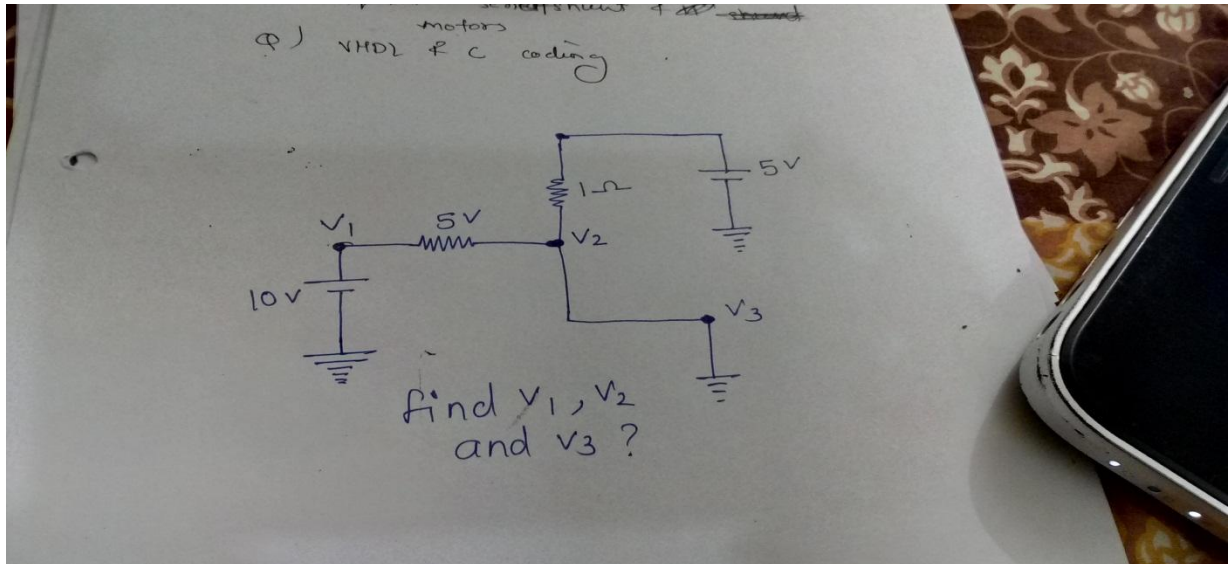 motors
Q) VHDL & C coding
5V
1Ω
V1
5V
V2
10V
V3
find V1, V2
and V3 ?